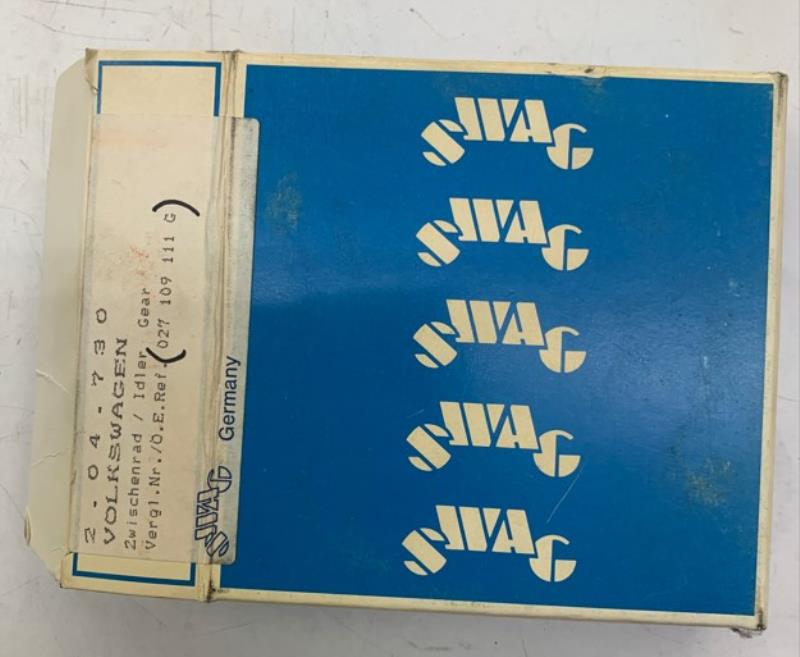 2 - 04 - 730
VOLKSWAGEN
Zwischenrad / Idler Gear
Vergl.Nr./O.E.Ref.(027 109 111 G)
SWAG Germany
SWAG
SWAG
SWAG
SWAG
SWAG